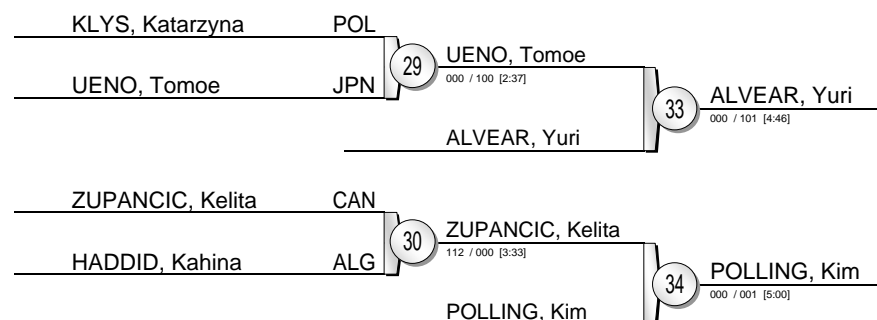 KLYS, Katarzyna POL
29 UENO, Tomoe
000 / 100 [2:37]
UENO, Tomoe JPN
33 ALVEAR, Yuri
000 / 101 [4:46]
ALVEAR, Yuri
ZUPANCIC, Kelita CAN
30 ZUPANCIC, Kelita
112 / 000 [3:33]
HADDID, Kahina ALG
34 POLLING, Kim
000 / 001 [5:00]
POLLING, Kim